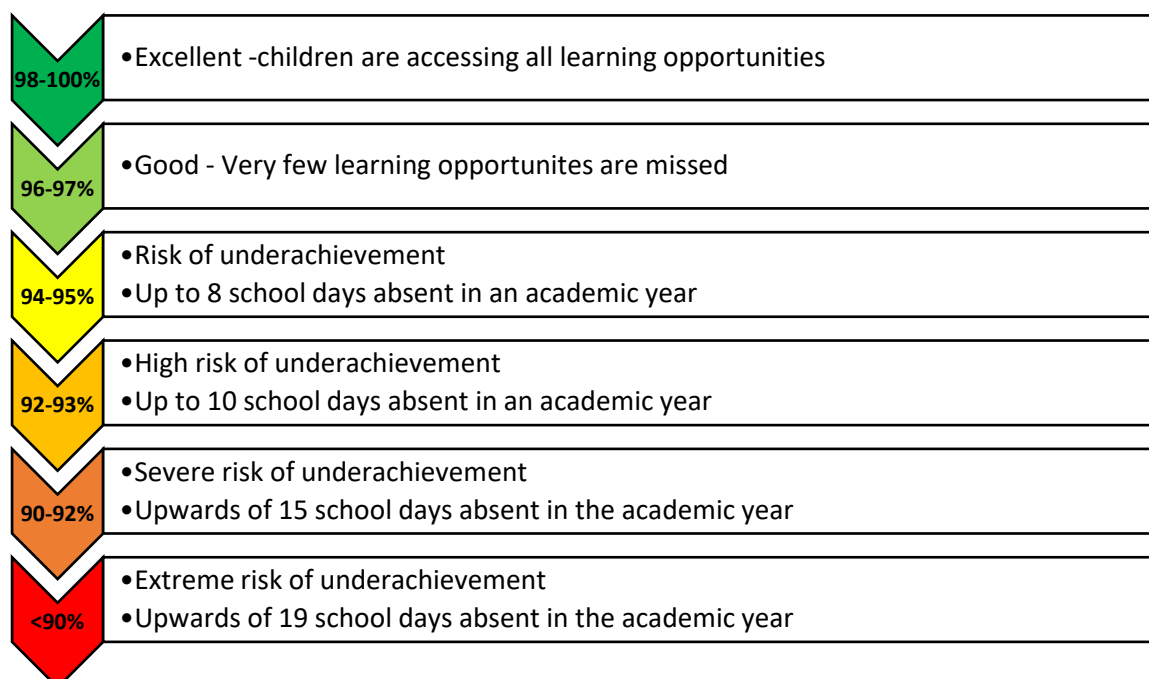 98-100%
•Excellent -children are accessing all learning opportunities
96-97%
•Good - Very few learning opportunites are missed
94-95%
•Risk of underachievement
•Up to 8 school days absent in an academic year
92-93%
•High risk of underachievement
•Up to 10 school days absent in an academic year
90-92%
•Severe risk of underachievement
•Upwards of 15 school days absent in the academic year
<90%
•Extreme risk of underachievement
•Upwards of 19 school days absent in the academic year